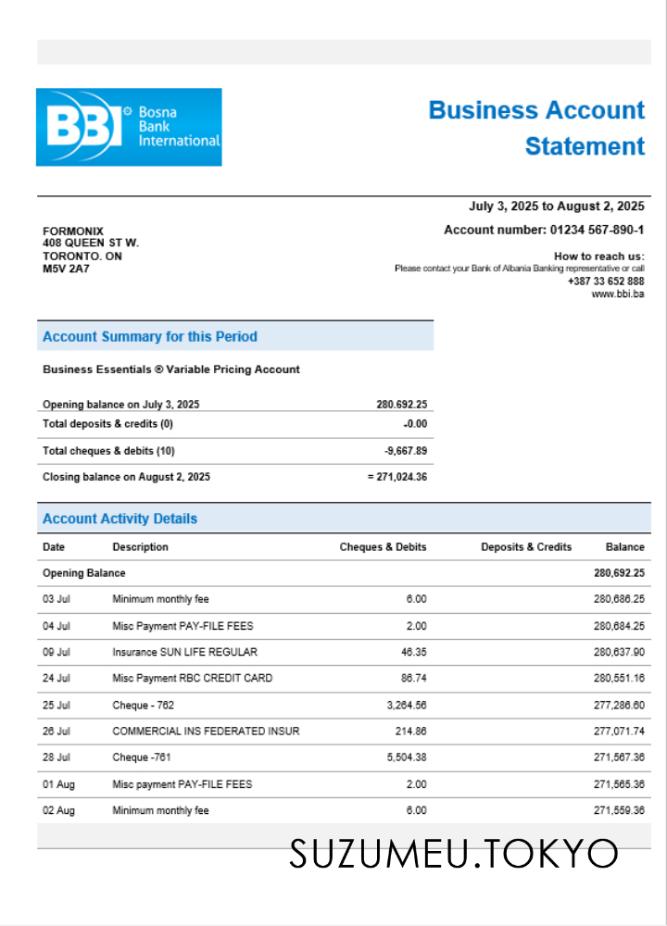 BBI Bosna
Bank
International
Business Account
Statement
July 3, 2025 to August 2, 2025
Account number: 01234 567-890-1
FORMONIX
408 QUEEN ST W.
TORONTO. ON
M5V 2A7
How to reach us:
Please contact your Bank of Albania Banking representative or call
+387 33 652 888
www.bbi.ba
Account Summary for this Period
Business Essentials ® Variable Pricing Account
Opening balance on July 3, 2025 280.692.25
Total deposits & credits (0) -0.00
Total cheques & debits (10) -9,667.89
Closing balance on August 2, 2025 = 271,024.36
Account Activity Details
Date Description Cheques & Debits Deposits & Credits Balance
Opening Balance 280,692.25
03 Jul Minimum monthly fee 6.00 280,686.25
04 Jul Misc Payment PAY-FILE FEES 2.00 280,684.25
09 Jul Insurance SUN LIFE REGULAR 46.35 280,637.90
24 Jul Misc Payment RBC CREDIT CARD 86.74 280,551.16
25 Jul Cheque - 762 3,264.56 277,286.60
26 Jul COMMERCIAL INS FEDERATED INSUR 214.86 277,071.74
28 Jul Cheque -761 5,504.38 271,567.36
01 Aug Misc payment PAY-FILE FEES 2.00 271,565.36
02 Aug Minimum monthly fee 6.00 271,559.36
SUZUMEU.TOKYO